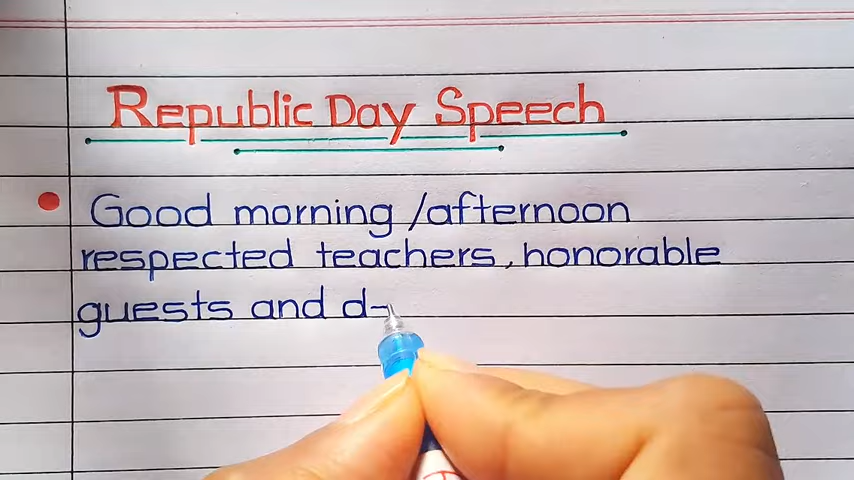 Republic Day Speech
Good morning /afternoon
respected teachers, honorable
guests and d